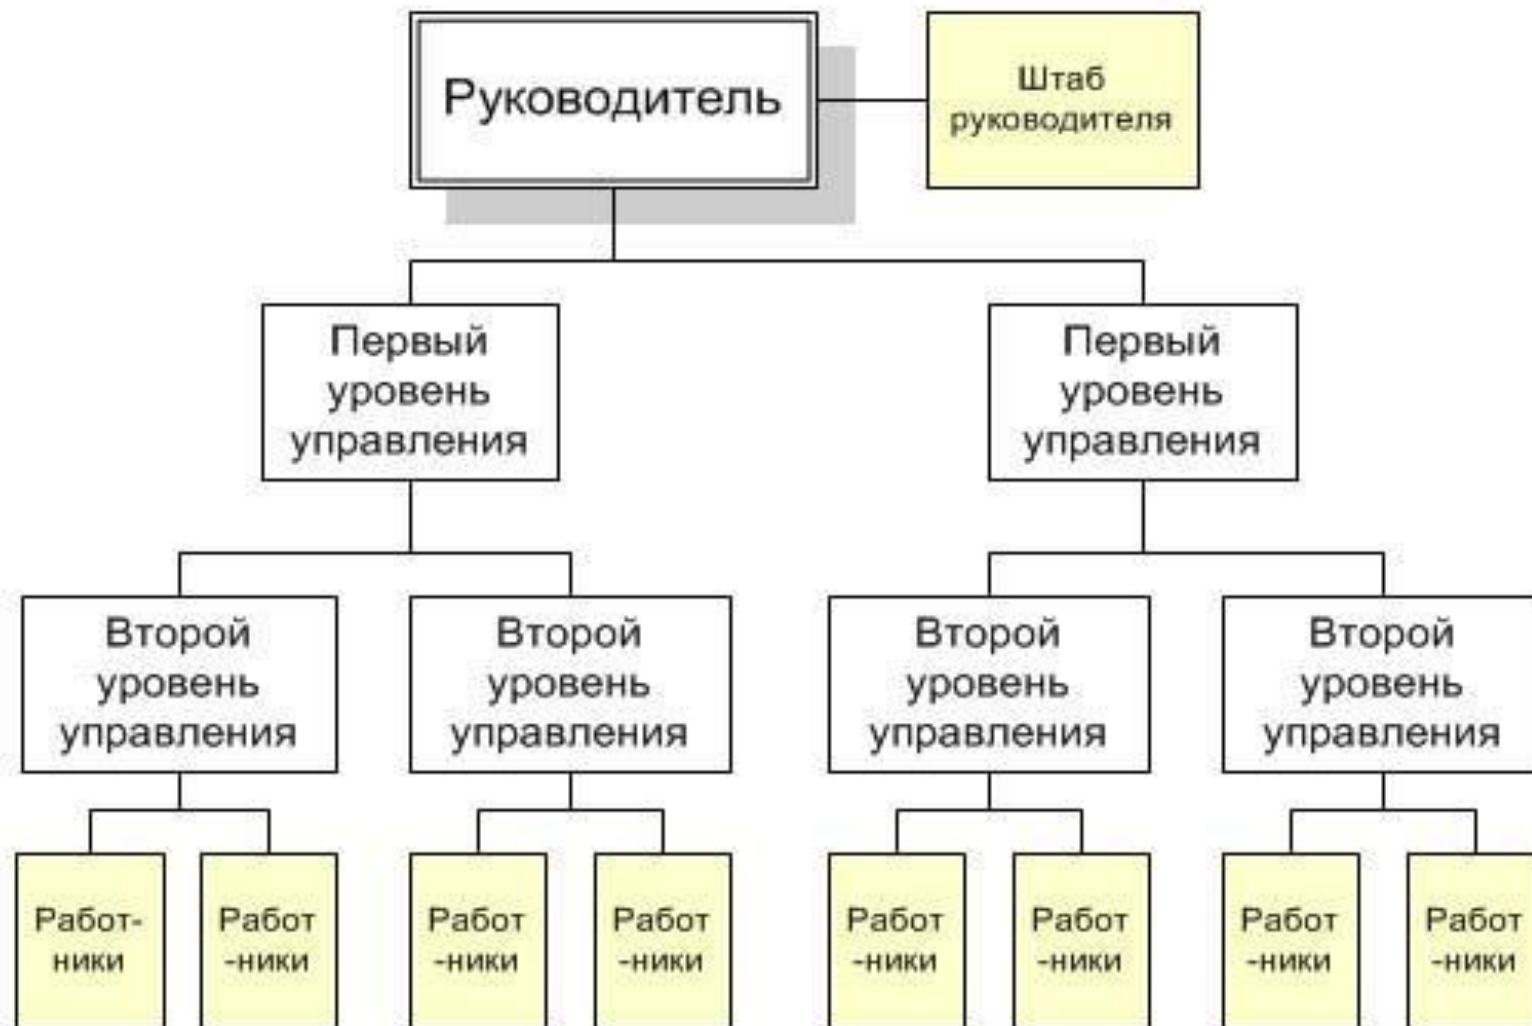 Руководитель
Штаб
руководителя
Первый
уровень
управления
Первый
уровень
управления
Второй
уровень
управления
Второй
уровень
управления
Второй
уровень
управления
Второй
уровень
управления
Работ-
ники
Работ
-ники
Работ
-ники
Работ
-ники
Работ
-ники
Работ
-ники
Работ
-ники
Работ
-ники